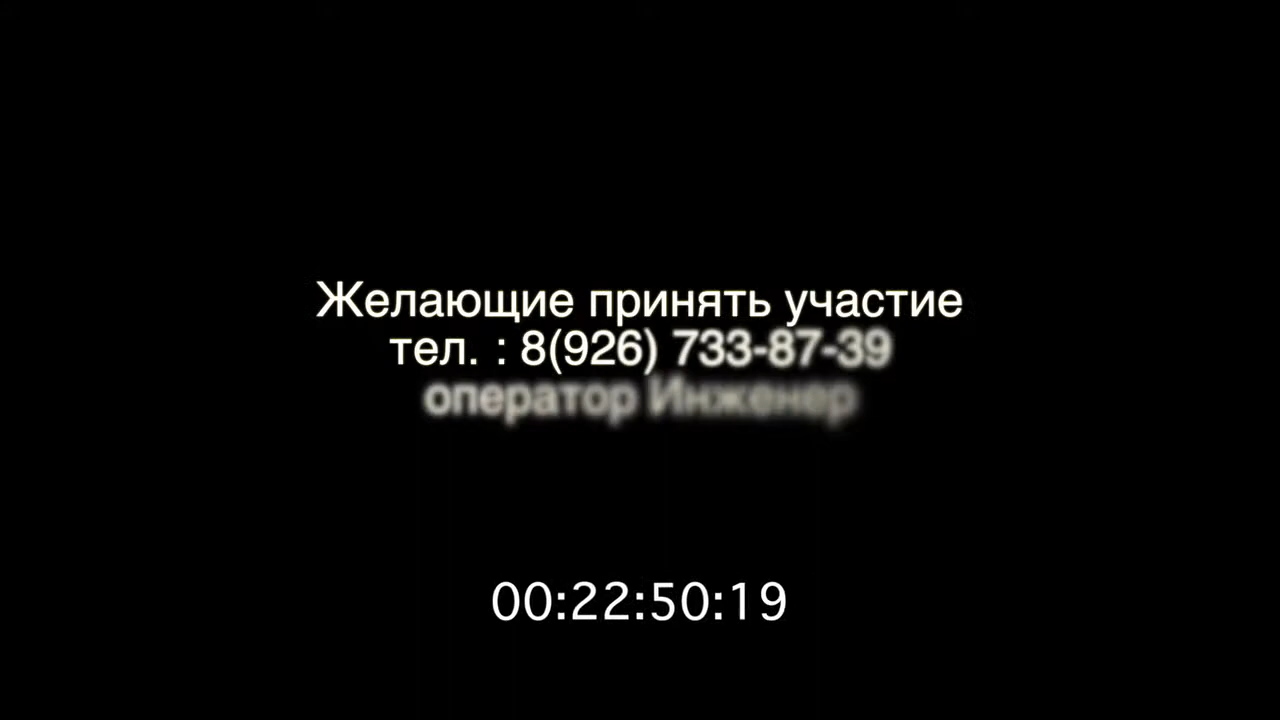 Желающие принять участие
тел. : 8(926) 733-87-39
оператор Инженер
00:22:50:19